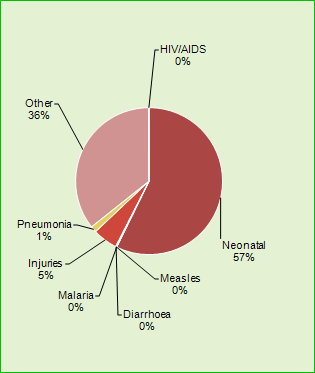 HIV/AIDS
0%
Other
36%
Pneumonia
1%
Neonatal
57%
Injuries
5%
Measles
0%
Malaria
0%
Diarrhoea
0%